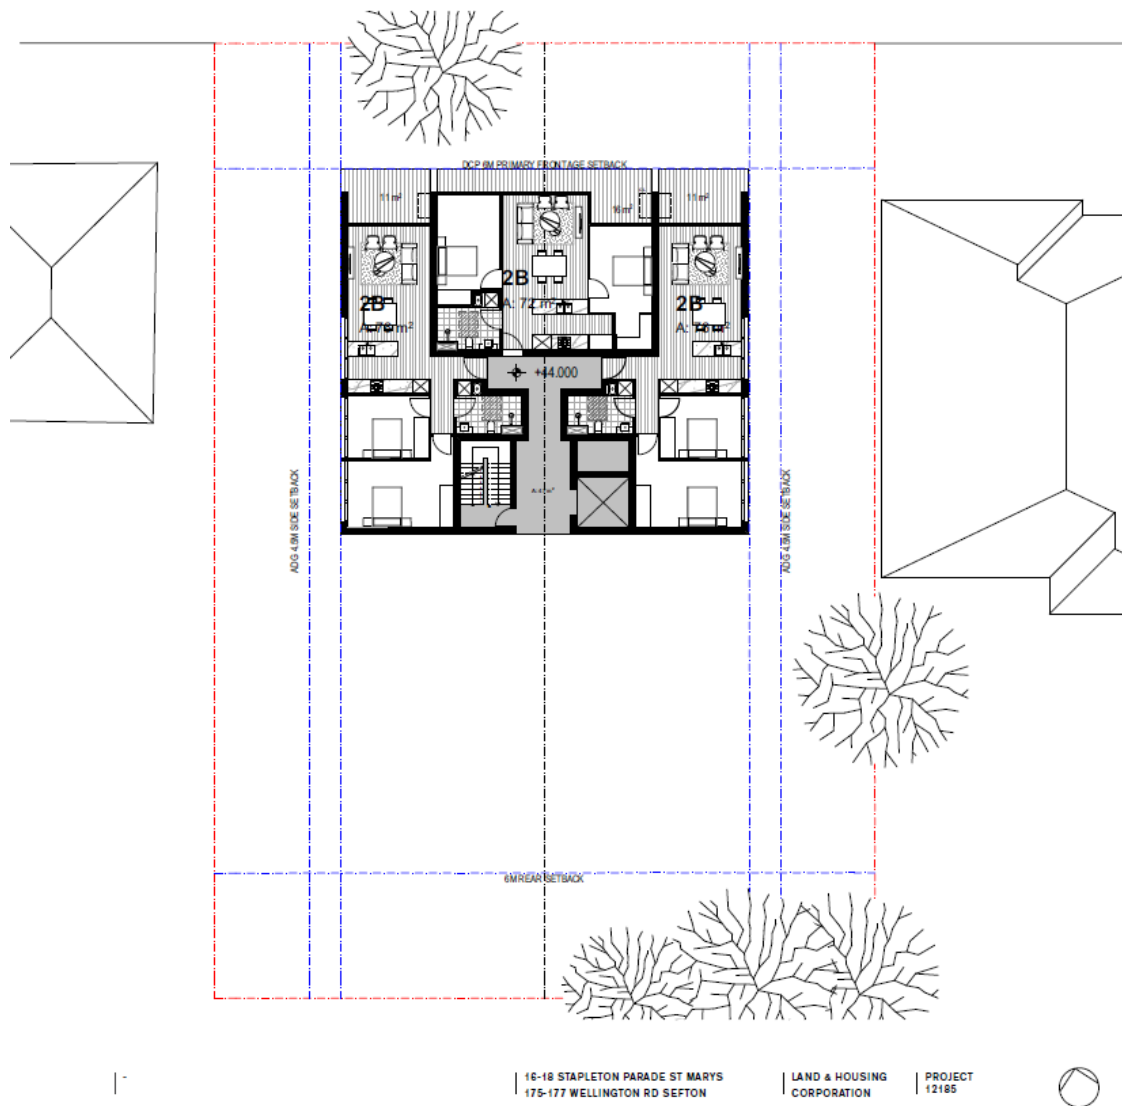 DCP 6M PRIMARY FRONTAGE SETBACK
11 m²
16 m²
11 m²
2B
A: 72 m²
2B
2B
+44.000
ADG 4.5M SIDE SETBACK
ADG 4.5M SIDE SETBACK
6M REAR SETBACK
-
16-18 STAPLETON PARADE ST MARYS
175-177 WELLINGTON RD SEFTON
LAND & HOUSING
CORPORATION
PROJECT
12185